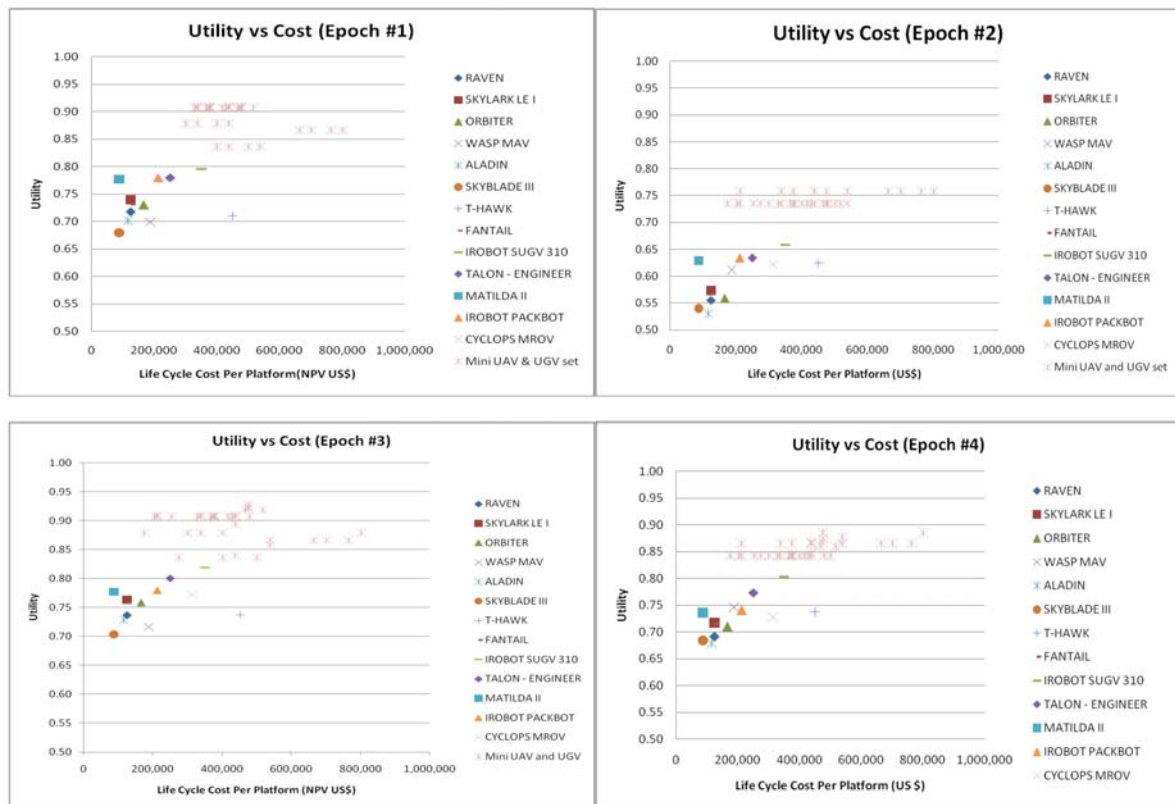 Utility vs Cost (Epoch #1)
1.00
0.95
0.90
0.85
0.80
0.75
0.70
0.65
0.60
0.55
0.50
Utility
0
200,000
400,000
600,000
800,000
1,000,000
Life Cycle Cost Per Platform(NPV US$)
RAVEN
SKYLARK LE I
ORBITER
WASP MAV
ALADIN
SKYBLADE III
T-HAWK
FANTAIL
IROBOT SUGV 310
TALON - ENGINEER
MATILDA II
IROBOT PACKBOT
CYCLOPS MROV
Mini UAV & UGV set
Utility vs Cost (Epoch #2)
1.00
0.95
0.90
0.85
0.80
0.75
0.70
0.65
0.60
0.55
0.50
Utility
0
200,000
400,000
600,000
800,000
1,000,000
Life Cycle Cost Per Platform (US$)
RAVEN
SKYLARK LE I
ORBITER
WASP MAV
ALADIN
SKYBLADE III
T-HAWK
FANTAIL
IROBOT SUGV 310
TALON - ENGINEER
MATILDA II
IROBOT PACKBOT
CYCLOPS MROV
Mini UAV and UGV set
Utility vs Cost (Epoch #3)
1.00
0.95
0.90
0.85
0.80
0.75
0.70
0.65
0.60
0.55
0.50
Utility
0
200,000
400,000
600,000
800,000
1,000,000
Life Cycle Cost Per Platform (NPV US$)
RAVEN
SKYLARK LE I
ORBITER
WASP MAV
ALADIN
SKYBLADE III
T-HAWK
FANTAIL
IROBOT SUGV 310
TALON - ENGINEER
MATILDA II
IROBOT PACKBOT
CYCLOPS MROV
Mini UAV and UGV
Utility vs Cost (Epoch #4)
1.00
0.95
0.90
0.85
0.80
0.75
0.70
0.65
0.60
0.55
0.50
Utility
0
200,000
400,000
600,000
800,000
1,000,000
Life Cycle Cost Per Platform (US $)
RAVEN
SKYLARK LE I
ORBITER
WASP MAV
ALADIN
SKYBLADE III
T-HAWK
FANTAIL
IROBOT SUGV 310
TALON - ENGINEER
MATILDA II
IROBOT PACKBOT
CYCLOPS MROV